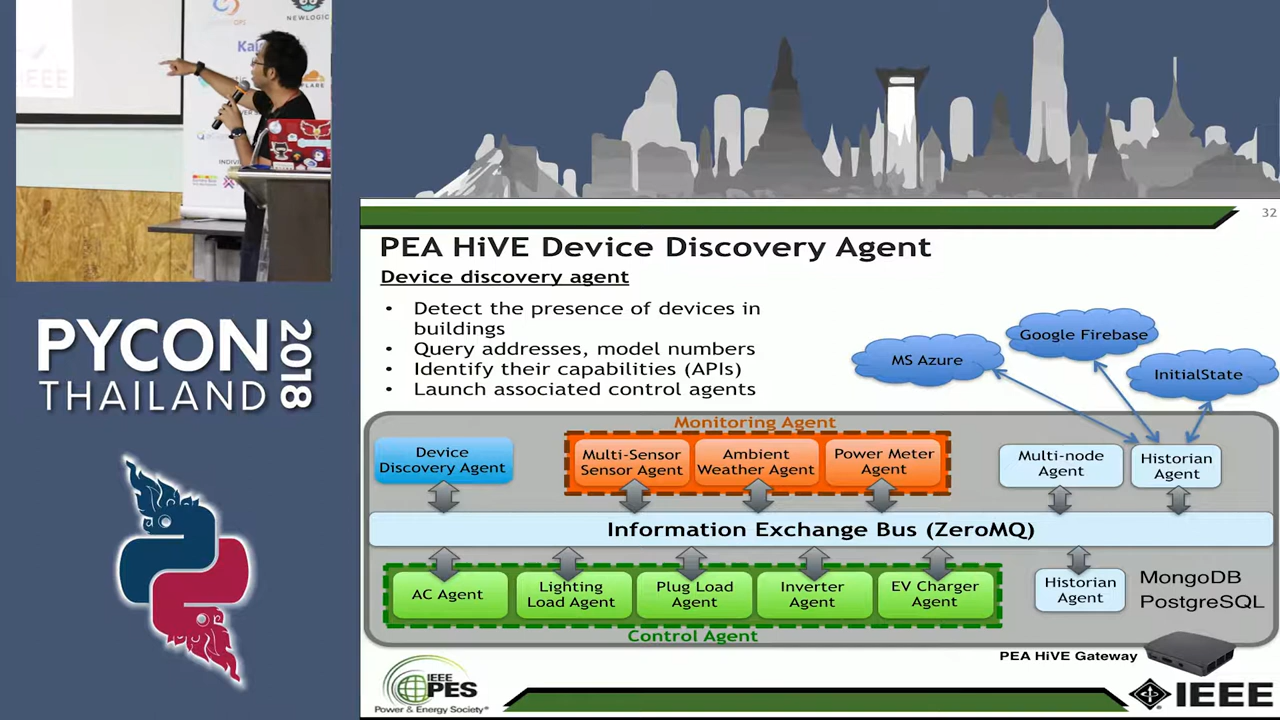 NEWLOGIC
IEEE
PYCON
THAILAND
2018
32
PEA HiVE Device Discovery Agent
Device discovery agent
• Detect the presence of devices in
buildings
• Query addresses, model numbers
• Identify their capabilities (APIs)
• Launch associated control agents
MS Azure
Google Firebase
InitialState
Monitoring Agent
Device
Discovery Agent
Multi-Sensor
Sensor Agent
Ambient
Weather Agent
Power Meter
Agent
Multi-node
Agent
Historian
Agent
Information Exchange Bus (ZeroMQ)
AC Agent
Lighting
Load Agent
Plug Load
Agent
Inverter
Agent
EV Charger
Agent
Historian
Agent
MongoDB
PostgreSQL
Control Agent
PEA HiVE Gateway
IEEE
PES
Power & Energy Society®
IEEE